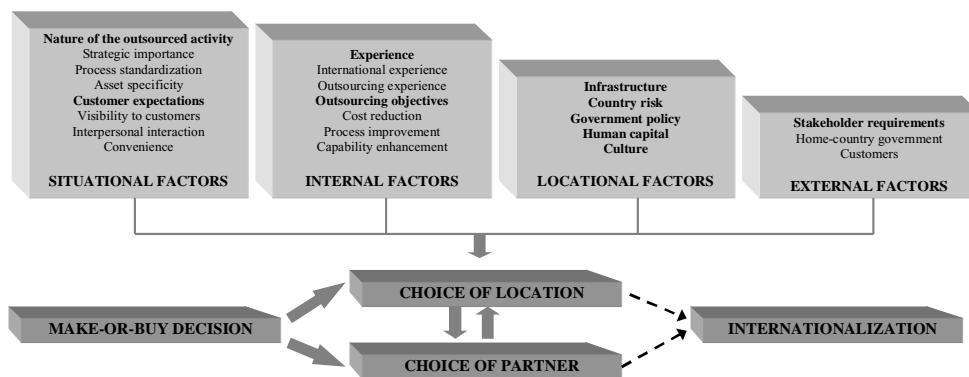 Nature of the outsourced activity
Strategic importance
Process standardization
Asset specificity
Customer expectations
Visibility to customers
Interpersonal interaction
Convenience
SITUATIONAL FACTORS
Experience
International experience
Outsourcing experience
Outsourcing objectives
Cost reduction
Process improvement
Capability enhancement
INTERNAL FACTORS
Infrastructure
Country risk
Government policy
Human capital
Culture
LOCATIONAL FACTORS
Stakeholder requirements
Home-country government
Customers
EXTERNAL FACTORS
CHOICE OF LOCATION
MAKE-OR-BUY DECISION
INTERNATIONALIZATION
CHOICE OF PARTNER